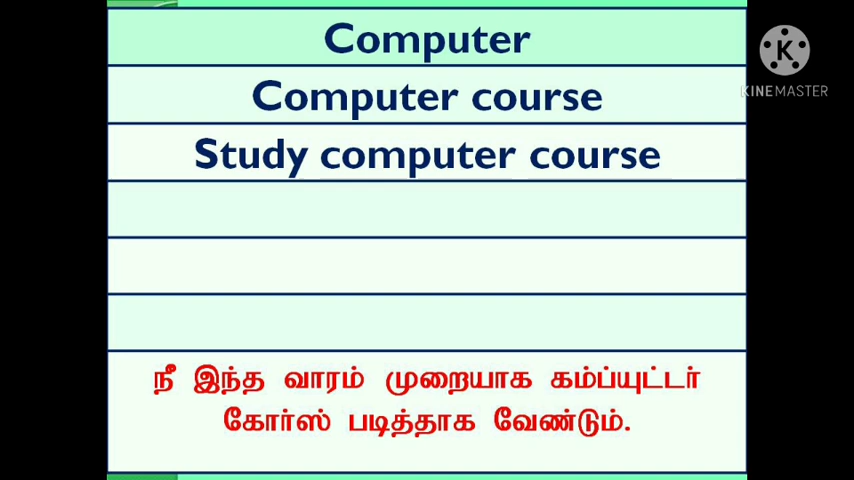 Computer
Computer course
Study computer course
நீ இந்த வாரம் முறையாக கம்ப்யுட்டர்
கோர்ஸ் படித்தாக வேண்டும்.
K
KINEMASTER